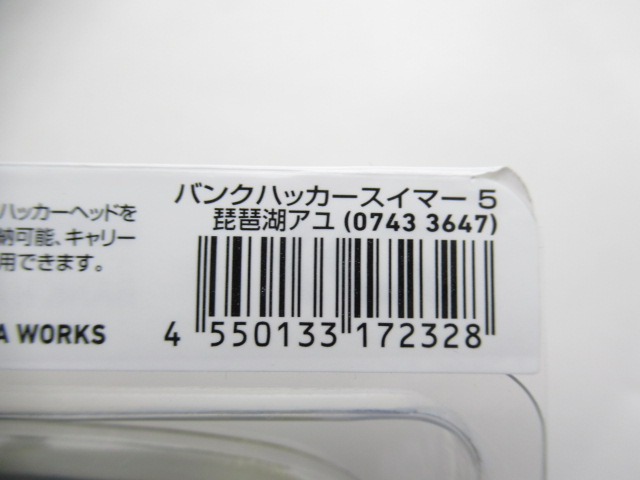 バンクハッカースイマー 5
琵琶湖アユ (0743 3647)
ハッカーヘッドを
納可能、キャリー
用できます。
A WORKS
4 550133 172328